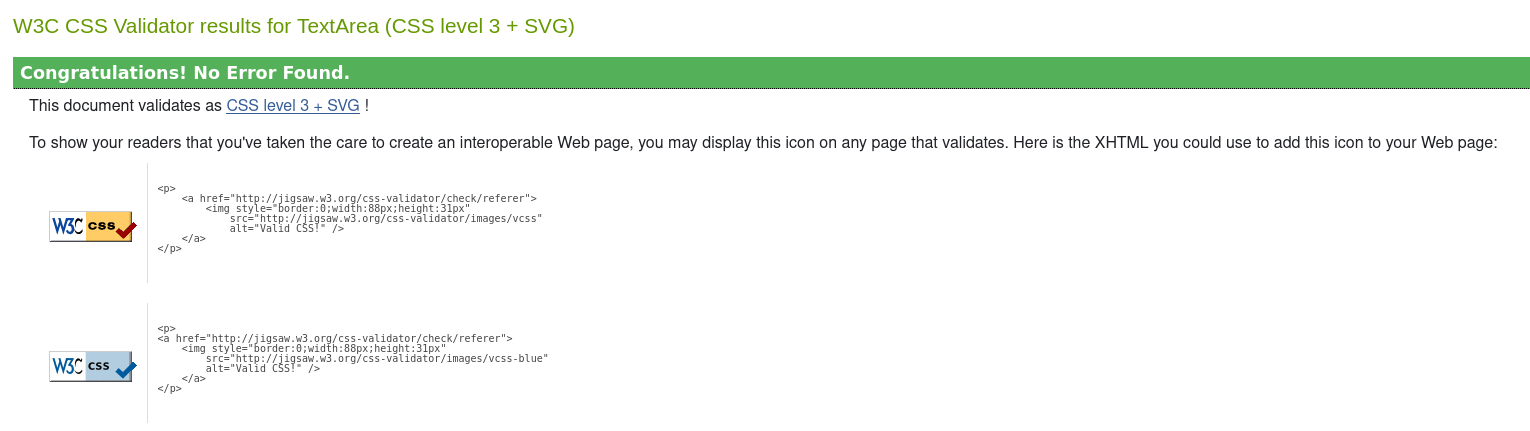 W3C CSS Validator results for TextArea (CSS level 3 + SVG)
Congratulations! No Error Found.
This document validates as CSS level 3 + SVG !
To show your readers that you've taken the care to create an interoperable Web page, you may display this icon on any page that validates. Here is the XHTML you could use to add this icon to your Web page:
<p>
    <a href="http://jigsaw.w3.org/css-validator/check/referer">
        <img style="border:0;width:88px;height:31px"
            src="http://jigsaw.w3.org/css-validator/images/vcss"
            alt="Valid CSS!" />
    </a>
</p>
W3C css
<p>
<a href="http://jigsaw.w3.org/css-validator/check/referer">
    <img style="border:0;width:88px;height:31px"
        src="http://jigsaw.w3.org/css-validator/images/vcss-blue"
        alt="Valid CSS!" />
    </a>
</p>
W3C css